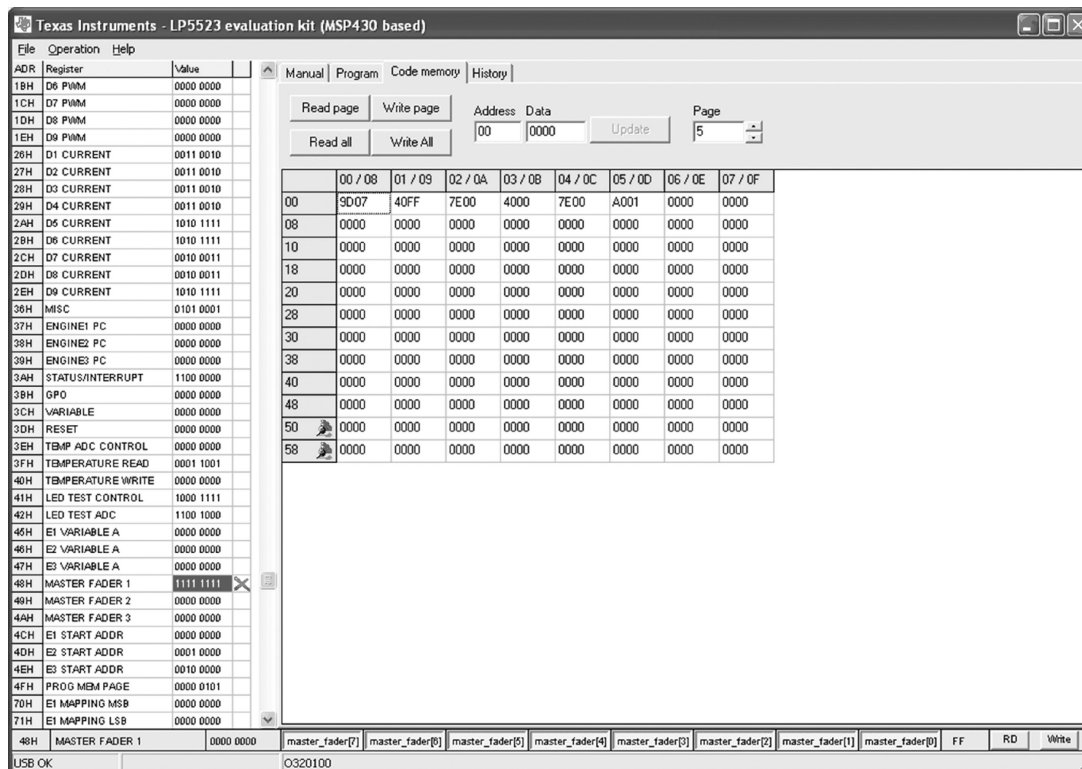 Texas Instruments - LP5523 evaluation kit (MSP430 based)
File Operation Help
ADR Register Value
1BH D6 PWM 0000 0000
1CH D7 PWM 0000 0000
1DH D8 PWM 0000 0000
1EH D9 PWM 0000 0000
26H D1 CURRENT 0011 0010
27H D2 CURRENT 0011 0010
28H D3 CURRENT 0011 0010
29H D4 CURRENT 0011 0010
2AH D5 CURRENT 1010 1111
2BH D6 CURRENT 1010 1111
2CH D7 CURRENT 0010 0011
2DH D8 CURRENT 0010 0011
2EH D9 CURRENT 1010 1111
36H MISC 0101 0001
37H ENGINE1 PC 0000 0000
38H ENGINE2 PC 0000 0000
39H ENGINE3 PC 0000 0000
3AH STATUS/INTERRUPT 1100 0000
3BH GPO 0000 0000
3CH VARIABLE 0000 0000
3DH RESET 0000 0000
3EH TEMP ADC CONTROL 0000 0000
3FH TEMPERATURE READ 0001 1001
40H TEMPERATURE WRITE 0000 0000
41H LED TEST CONTROL 1000 1111
42H LED TEST ADC 1100 1000
45H E1 VARIABLE A 0000 0000
46H E2 VARIABLE A 0000 0000
47H E3 VARIABLE A 0000 0000
48H MASTER FADER 1 1111 1111
49H MASTER FADER 2 0000 0000
4AH MASTER FADER 3 0000 0000
4CH E1 START ADDR 0000 0000
4DH E2 START ADDR 0001 0000
4EH E3 START ADDR 0010 0000
4FH PROG MEM PAGE 0000 0101
70H E1 MAPPING MSB 0000 0000
71H E1 MAPPING LSB 0000 0000
Manual Program Code memory History
Read page Write page Address Data Page
Read all Write All 00 0000 Update 5
00 / 08 01 / 09 02 / 0A 03 / 0B 04 / 0C 05 / 0D 06 / 0E 07 / 0F
00 9D07 40FF 7E00 4000 7E00 A001 0000 0000
08 0000 0000 0000 0000 0000 0000 0000 0000
10 0000 0000 0000 0000 0000 0000 0000 0000
18 0000 0000 0000 0000 0000 0000 0000 0000
20 0000 0000 0000 0000 0000 0000 0000 0000
28 0000 0000 0000 0000 0000 0000 0000 0000
30 0000 0000 0000 0000 0000 0000 0000 0000
38 0000 0000 0000 0000 0000 0000 0000 0000
40 0000 0000 0000 0000 0000 0000 0000 0000
48 0000 0000 0000 0000 0000 0000 0000 0000
50 0000 0000 0000 0000 0000 0000 0000 0000
58 0000 0000 0000 0000 0000 0000 0000 0000
48H MASTER FADER 1 0000 0000 master_fader[7] master_fader[6] master_fader[5] master_fader[4] master_fader[3] master_fader[2] master_fader[1] master_fader[0] FF RD Write
USB OK O320100